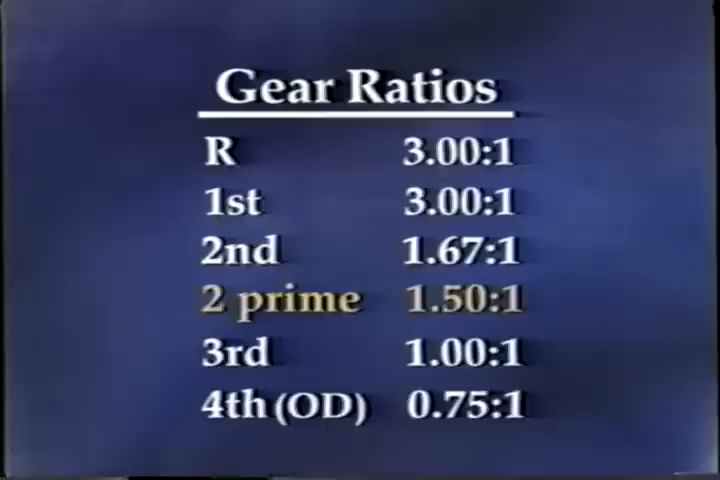 Gear Ratios
R 3.00:1
1st 3.00:1
2nd 1.67:1
2 prime 1.50:1
3rd 1.00:1
4th (OD) 0.75:1